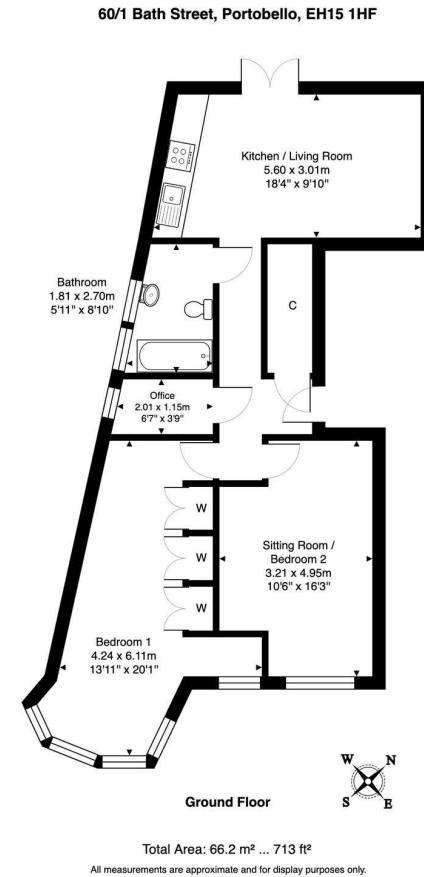 60/1 Bath Street, Portobello, EH15 1HF
Kitchen / Living Room
5.60 x 3.01m
18'4" x 9'10"
Bathroom
1.81 x 2.70m
5'11" x 8'10"
C
Office
2.01 x 1.15m
6'7" x 3'9"
W
W
W
Sitting Room /
Bedroom 2
3.21 x 4.95m
10'6" x 16'3"
Bedroom 1
4.24 x 6.11m
13'11" x 20'1"
W N
S E
Ground Floor
Total Area: 66.2 m² ... 713 ft²
All measurements are approximate and for display purposes only.